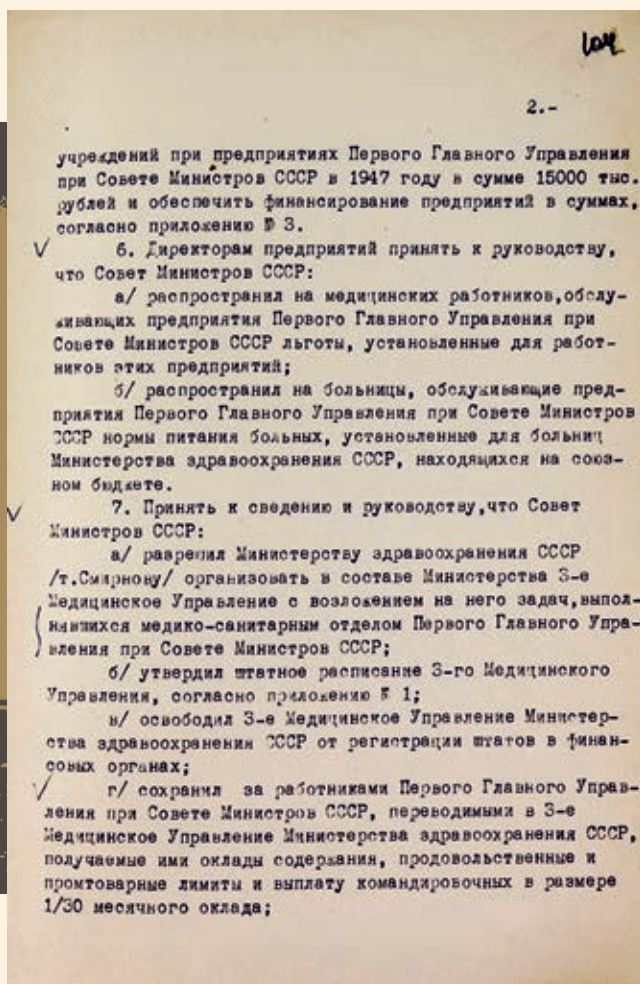 104
2.-
учреждений при предприятиях Первого Главного Управления
при Совете Министров СССР в 1947 году в сумме 15000 тыс.
рублей и обеспечить финансирование предприятий в суммах,
согласно приложению № 3.
6. Директорам предприятий принять к руководству,
что Совет Министров СССР:
а/ распространил на медицинских работников,обслу-
живающих предприятия Первого Главного Управления при
Совете Министров СССР льготы, установленные для работ-
ников этих предприятий;
б/ распространил на больницы, обслуживающие пред-
приятия Первого Главного Управления при Совете Министров
СССР нормы питания больных, установленные для больниц
Министерства здравоохранения СССР, находящихся на союз-
ном бюджете.
7. Принять к сведению и руководству,что Совет
Министров СССР:
а/ разрешил Министерству здравоохранения СССР
/т.Смирнову/ организовать в составе Министерства 3-е
Медицинское Управление с возложением на него задач,выпол-
нявшихся медико-санитарным отделом Первого Главного Упра-
вления при Совете Министров СССР;
б/ утвердил штатное расписание 3-го Медицинского
Управления, согласно приложению № 1;
в/ освободил 3-е Медицинское Управление Министер-
ства здравоохранения СССР от регистрации штатов в финан-
совых органах;
г/ сохранил за работниками Первого Главного Управ-
ления при Совете Министров СССР, переводимыми в 3-е
Медицинское Управление Министерства здравоохранения СССР,
получаемые ими оклады содержания, продовольственные и
промтоварные лимиты и выплату командировочных в размере
1/30 месячного оклада;